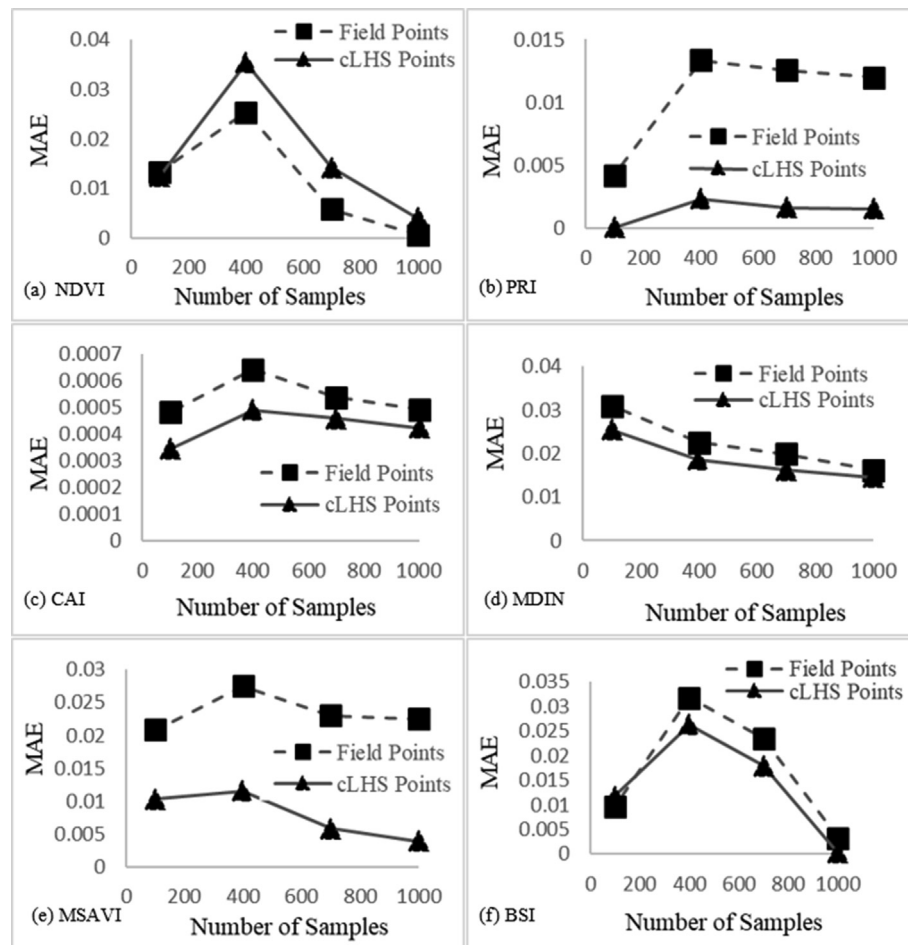 Field Points
cLHS Points
0.04
0.03
0.02
0.01
0
MAE
0 200 400 600 800 1000
(a) NDVI
Number of Samples
0.015
0.01
0.005
0
MAE
Field Points
cLHS Points
0 200 400 600 800 1000
(b) PRI
Number of Samples
0.0007
0.0006
0.0005
0.0004
0.0003
0.0002
0.0001
0
MAE
Field Points
cLHS Points
0 200 400 600 800 1000
(c) CAI
Number of Samples
0.04
0.03
0.02
0.01
0
MAE
Field Points
cLHS Points
0 200 400 600 800 1000
(d) MDIN
Number of Samples
0.03
0.025
0.02
0.015
0.01
0.005
0
MAE
Field Points
cLHS Points
0 200 400 600 800 1000
(e) MSAVI
Number of Samples
Field Points
cLHS Points
0.035
0.03
0.025
0.02
0.015
0.01
0.005
0
MAE
0 200 400 600 800 1000
(f) BSI
Number of Samples